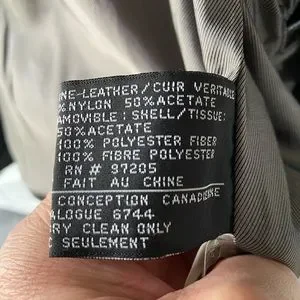 NE-LEATHER/CUIR VERITABLE
% NYLON 50% ACETATE
AMOVIBLE: SHELL/TISSUE:
50% ACETATE
100% POLYESTER FIBER
100% FIBRE POLYESTER
RN # 97205
FAIT AU CHINE
CONCEPTION CANADIENNE
ALOGUE 6744
RY CLEAN ONLY
C SEULEMENT